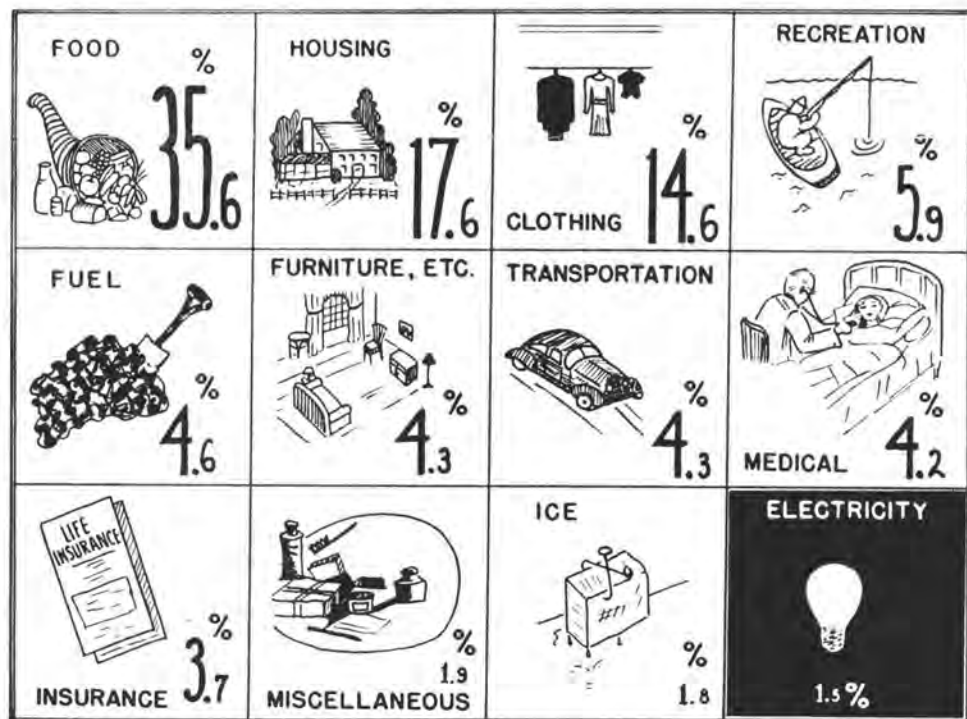 FOOD
%
35.6
HOUSING
%
17.6
%
14.6
CLOTHING
RECREATION
%
5.9
FUEL
%
4.6
FURNITURE, ETC.
%
4.3
TRANSPORTATION
%
4.3
%
4.2
MEDICAL
LIFE
INSURANCE
%
3.7
INSURANCE
%
1.9
MISCELLANEOUS
ICE
%
1.8
ELECTRICITY
1.5%